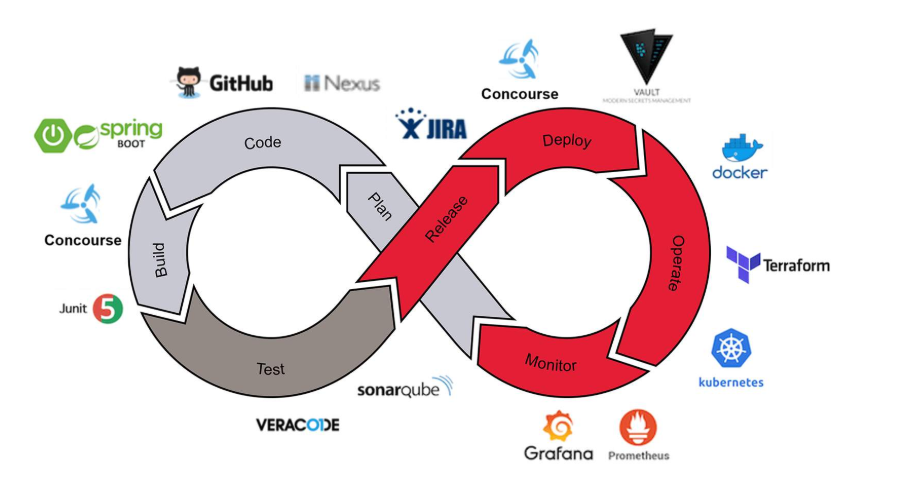 VAULT
MODERN SECRETS MANAGEMENT
Concourse
GitHub
Nexus
JIRA
spring
BOOT
Code
Deploy
docker
Plan
Release
Concourse
Build
Operate
Terraform
Junit 5
Test
Monitor
kubernetes
sonarqube
VERACODE
Grafana
Prometheus